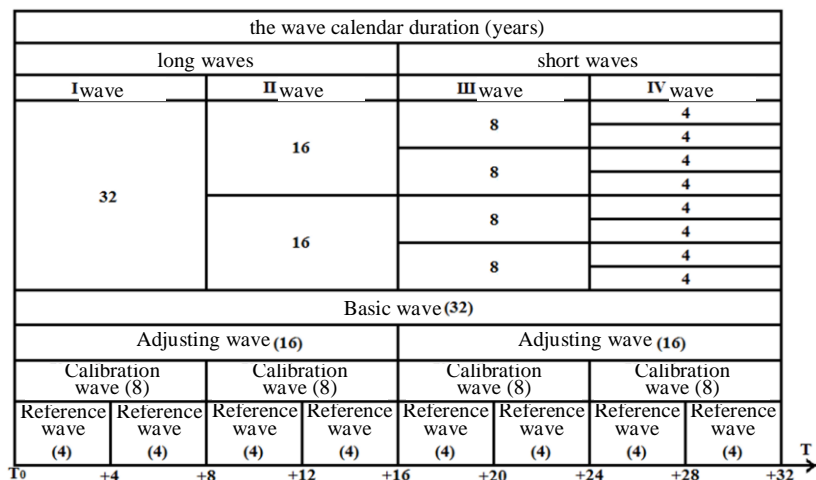 the wave calendar duration (years)
long waves short waves
I wave II wave III wave IV wave
32
16
16
8
8
8
8
4
4
4
4
4
4
4
4
Basic wave (32)
Adjusting wave (16) Adjusting wave (16)
Calibration Calibration Calibration Calibration
wave (8) wave (8) wave (8) wave (8)
Reference Reference Reference Reference Reference Reference Reference Reference
wave wave wave wave wave wave wave wave
(4) (4) (4) (4) (4) (4) (4) (4)
T
T0 +4 +8 +12 +16 +20 +24 +28 +32